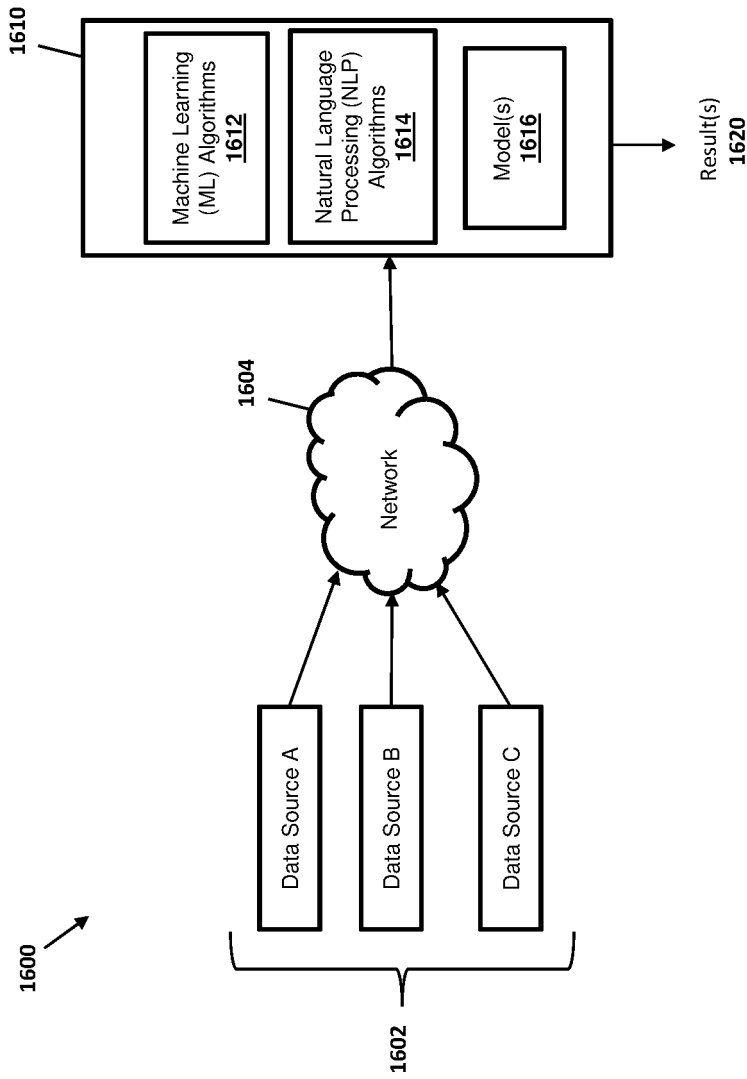 1600
1602
Data Source A
Data Source B
Data Source C
1604
Network
1610
Machine Learning
(ML) Algorithms
1612
Natural Language
Processing (NLP)
Algorithms
1614
Model(s)
1616
Result(s)
1620